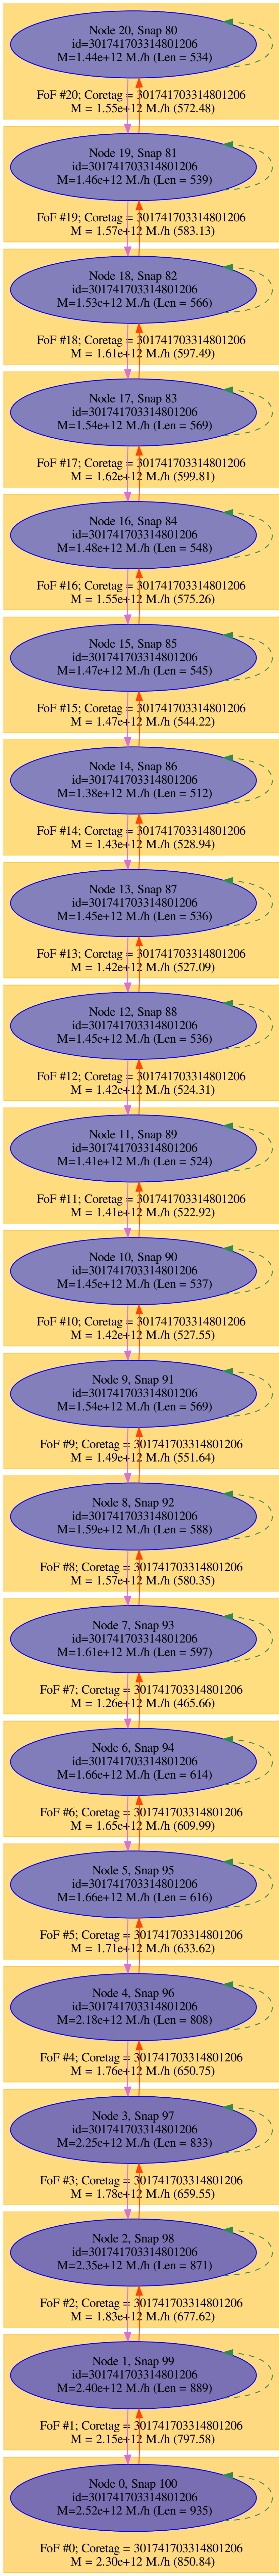 Node 20, Snap 80
id=301741703314801206
M=1.44e+12 M./h (Len = 534)
FoF #20; Coretag = 301741703314801206
M = 1.55e+12 M./h (572.48)
Node 19, Snap 81
id=301741703314801206
M=1.46e+12 M./h (Len = 539)
FoF #19; Coretag = 301741703314801206
M = 1.57e+12 M./h (583.13)
Node 18, Snap 82
id=301741703314801206
M=1.53e+12 M./h (Len = 566)
FoF #18; Coretag = 301741703314801206
M = 1.61e+12 M./h (597.49)
Node 17, Snap 83
id=301741703314801206
M=1.54e+12 M./h (Len = 569)
FoF #17; Coretag = 301741703314801206
M = 1.62e+12 M./h (599.81)
Node 16, Snap 84
id=301741703314801206
M=1.48e+12 M./h (Len = 548)
FoF #16; Coretag = 301741703314801206
M = 1.55e+12 M./h (575.26)
Node 15, Snap 85
id=301741703314801206
M=1.47e+12 M./h (Len = 545)
FoF #15; Coretag = 301741703314801206
M = 1.47e+12 M./h (544.22)
Node 14, Snap 86
id=301741703314801206
M=1.38e+12 M./h (Len = 512)
FoF #14; Coretag = 301741703314801206
M = 1.43e+12 M./h (528.94)
Node 13, Snap 87
id=301741703314801206
M=1.45e+12 M./h (Len = 536)
FoF #13; Coretag = 301741703314801206
M = 1.42e+12 M./h (527.09)
Node 12, Snap 88
id=301741703314801206
M=1.45e+12 M./h (Len = 536)
FoF #12; Coretag = 301741703314801206
M = 1.42e+12 M./h (524.31)
Node 11, Snap 89
id=301741703314801206
M=1.41e+12 M./h (Len = 524)
FoF #11; Coretag = 301741703314801206
M = 1.41e+12 M./h (522.92)
Node 10, Snap 90
id=301741703314801206
M=1.45e+12 M./h (Len = 537)
FoF #10; Coretag = 301741703314801206
M = 1.42e+12 M./h (527.55)
Node 9, Snap 91
id=301741703314801206
M=1.54e+12 M./h (Len = 569)
FoF #9; Coretag = 301741703314801206
M = 1.49e+12 M./h (551.64)
Node 8, Snap 92
id=301741703314801206
M=1.59e+12 M./h (Len = 588)
FoF #8; Coretag = 301741703314801206
M = 1.57e+12 M./h (580.35)
Node 7, Snap 93
id=301741703314801206
M=1.61e+12 M./h (Len = 597)
FoF #7; Coretag = 301741703314801206
M = 1.26e+12 M./h (465.66)
Node 6, Snap 94
id=301741703314801206
M=1.66e+12 M./h (Len = 614)
FoF #6; Coretag = 301741703314801206
M = 1.65e+12 M./h (609.99)
Node 5, Snap 95
id=301741703314801206
M=1.66e+12 M./h (Len = 616)
FoF #5; Coretag = 301741703314801206
M = 1.71e+12 M./h (633.62)
Node 4, Snap 96
id=301741703314801206
M=2.18e+12 M./h (Len = 808)
FoF #4; Coretag = 301741703314801206
M = 1.76e+12 M./h (650.75)
Node 3, Snap 97
id=301741703314801206
M=2.25e+12 M./h (Len = 833)
FoF #3; Coretag = 301741703314801206
M = 1.78e+12 M./h (659.55)
Node 2, Snap 98
id=301741703314801206
M=2.35e+12 M./h (Len = 871)
FoF #2; Coretag = 301741703314801206
M = 1.83e+12 M./h (677.62)
Node 1, Snap 99
id=301741703314801206
M=2.40e+12 M./h (Len = 889)
FoF #1; Coretag = 301741703314801206
M = 2.15e+12 M./h (797.58)
Node 0, Snap 100
id=301741703314801206
M=2.52e+12 M./h (Len = 935)
FoF #0; Coretag = 301741703314801206
M = 2.30e+12 M./h (850.84)